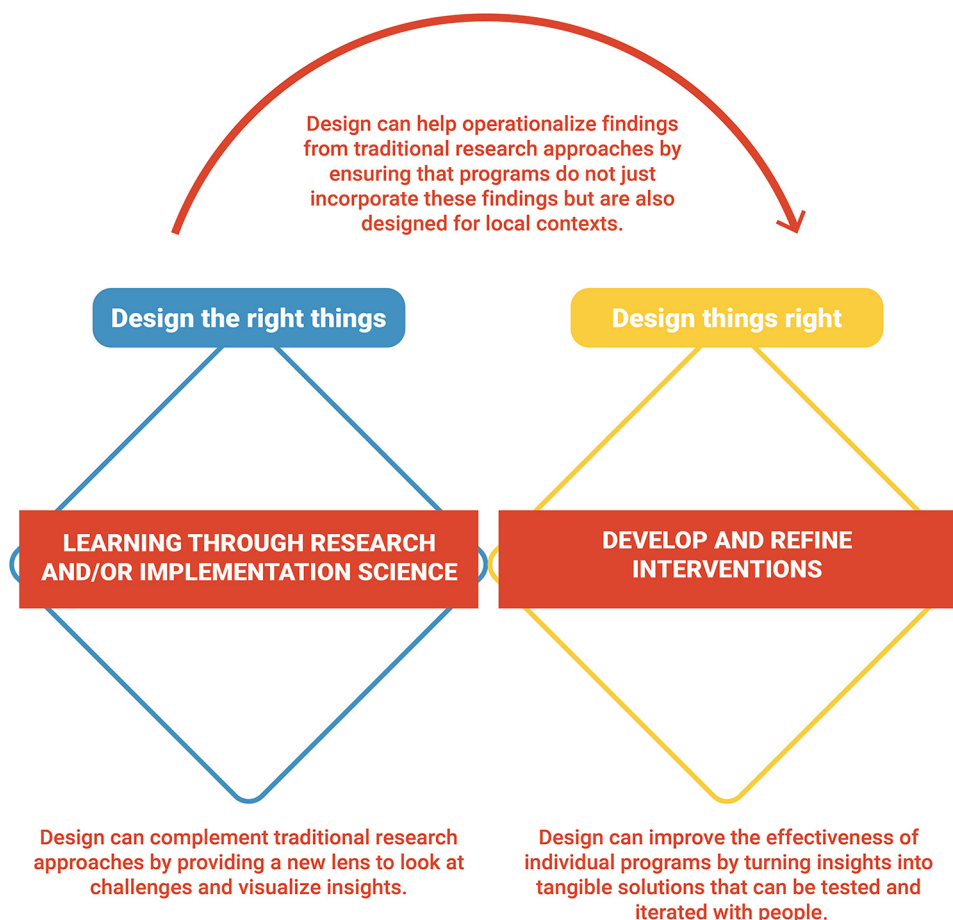 Design can help operationalize findings
from traditional research approaches by
ensuring that programs do not just
incorporate these findings but are also
designed for local contexts.
Design the right things
Design things right
LEARNING THROUGH RESEARCH
AND/OR IMPLEMENTATION SCIENCE
DEVELOP AND REFINE
INTERVENTIONS
Design can complement traditional research
approaches by providing a new lens to look at
challenges and visualize insights.
Design can improve the effectiveness of
individual programs by turning insights into
tangible solutions that can be tested and
iterated with people.